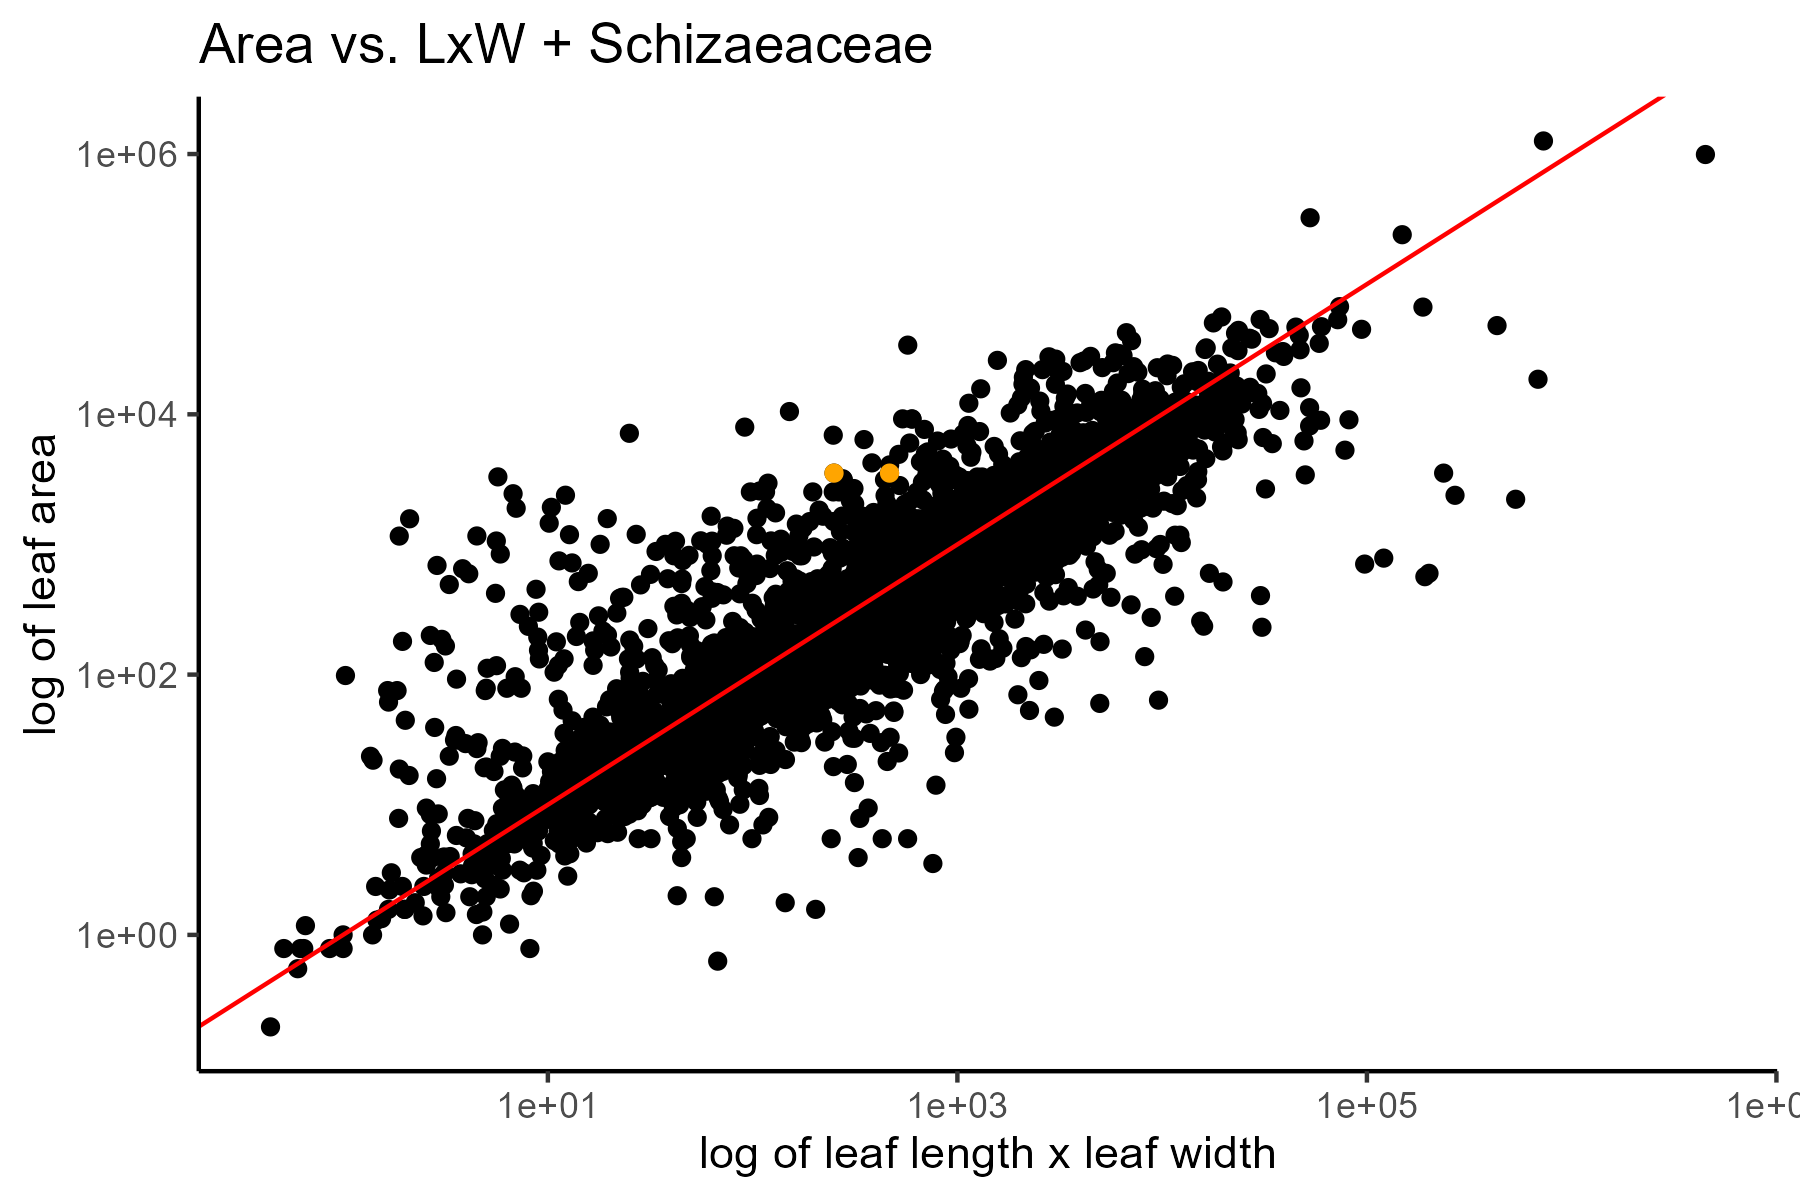 Area vs. LxW + Schizaeaceae
1e+06
1e+04
1e+02
1e+00
log of leaf area
1e+01
1e+03
1e+05
log of leaf length x leaf width